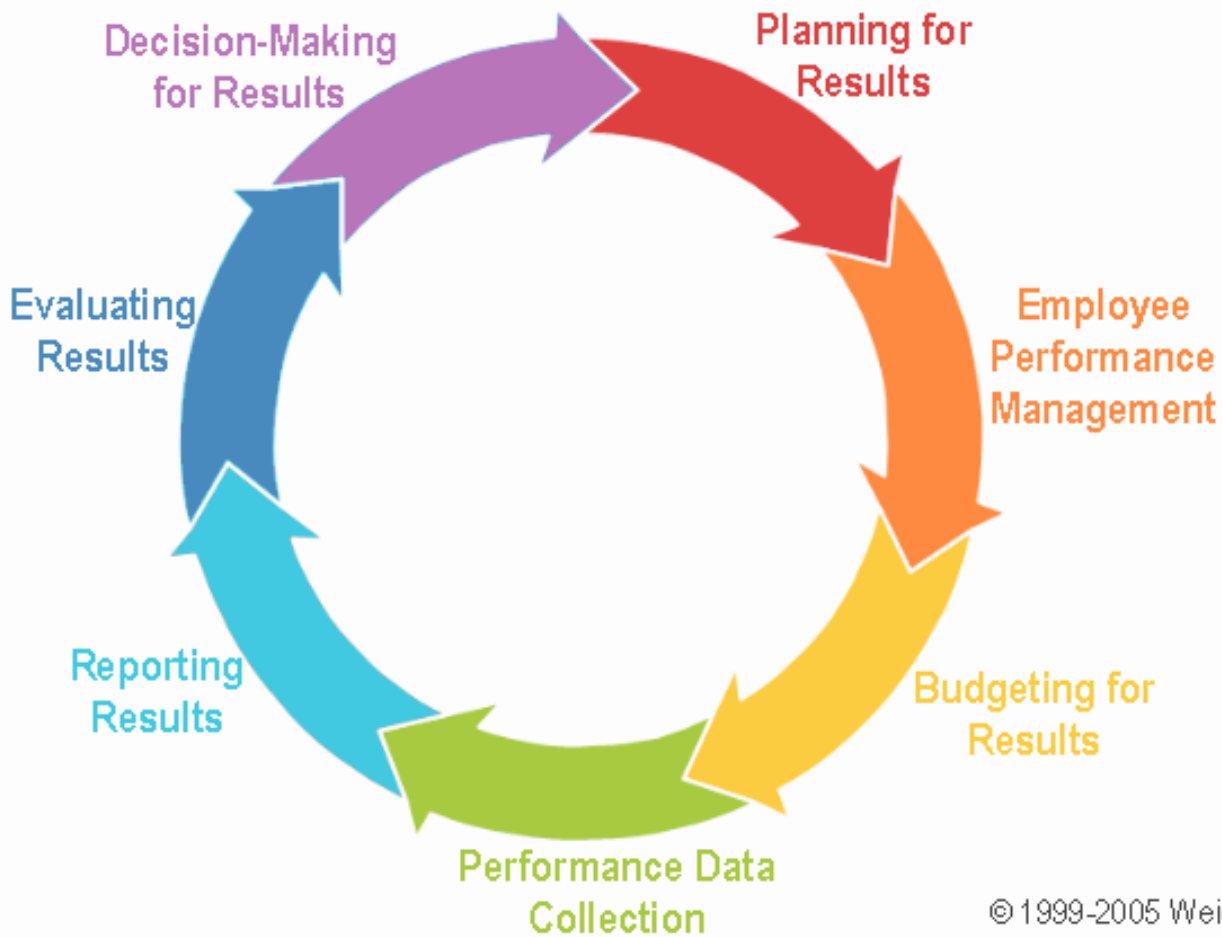 Decision-Making
for Results
Planning for
Results
Employee
Performance
Management
Budgeting for
Results
Performance Data
Collection
Reporting
Results
Evaluating
Results
© 1999-2005 Wei